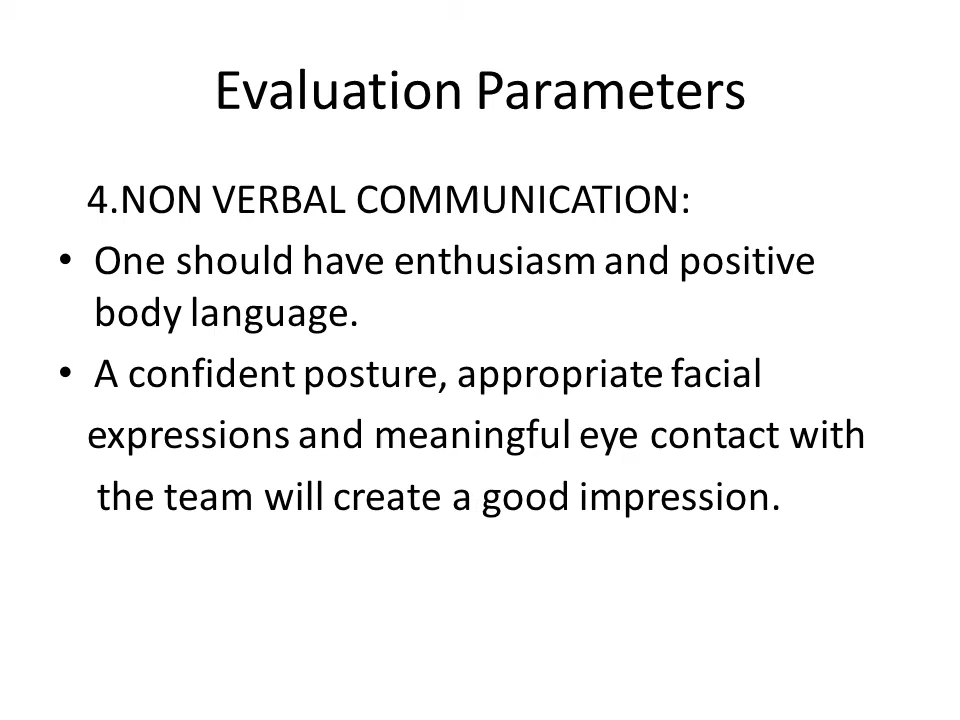 Evaluation Parameters
4.NON VERBAL COMMUNICATION:
• One should have enthusiasm and positive
body language.
• A confident posture, appropriate facial
expressions and meaningful eye contact with
the team will create a good impression.